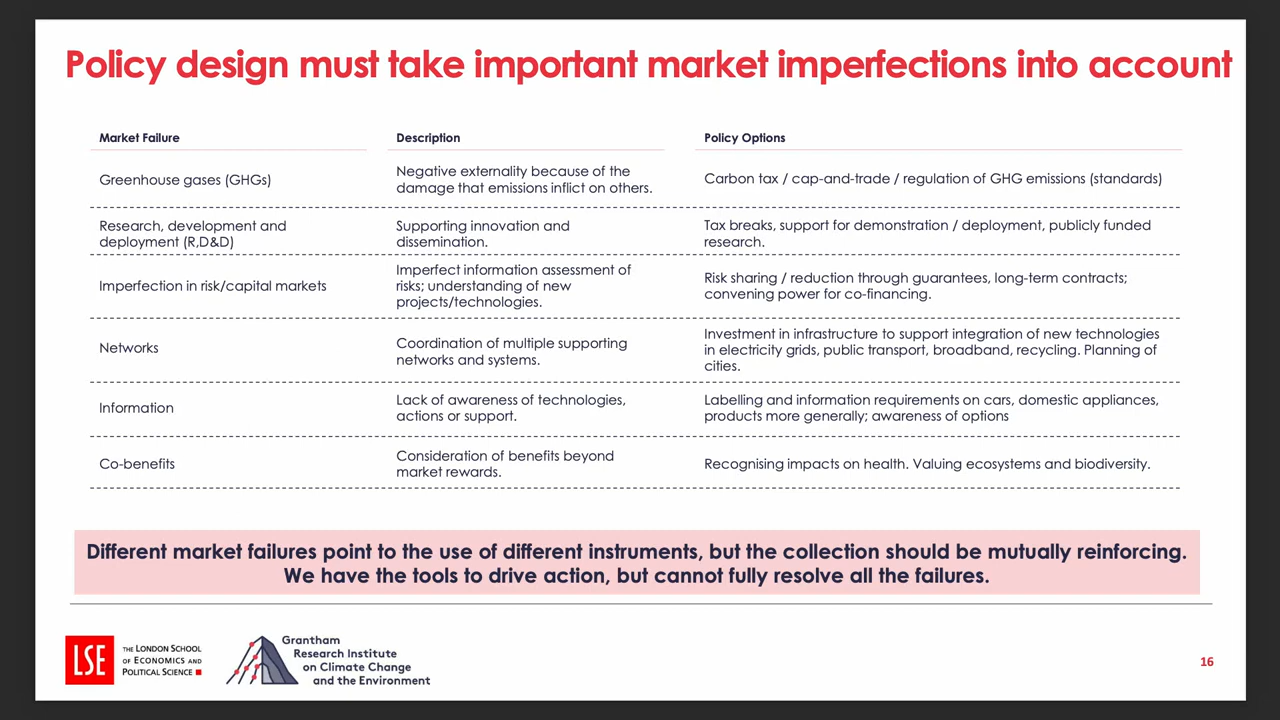 Policy design must take important market imperfections into account
Market Failure
Description
Policy Options
Greenhouse gases (GHGs)
Negative externality because of the
damage that emissions inflict on others.
Carbon tax / cap-and-trade / regulation of GHG emissions (standards)
Research, development and
deployment (R,D&D)
Supporting innovation and
dissemination.
Tax breaks, support for demonstration / deployment, publicly funded
research.
Imperfection in risk/capital markets
Imperfect information assessment of
risks; understanding of new
projects/technologies.
Risk sharing / reduction through guarantees, long-term contracts;
convening power for co-financing.
Networks
Coordination of multiple supporting
networks and systems.
Investment in infrastructure to support integration of new technologies
in electricity grids, public transport, broadband, recycling. Planning of
cities.
Information
Lack of awareness of technologies,
actions or support.
Labelling and information requirements on cars, domestic appliances,
products more generally; awareness of options
Co-benefits
Consideration of benefits beyond
market rewards.
Recognising impacts on health. Valuing ecosystems and biodiversity.
Different market failures point to the use of different instruments, but the collection should be mutually reinforcing.
We have the tools to drive action, but cannot fully resolve all the failures.
LSE
THE LONDON SCHOOL
OF ECONOMICS AND
POLITICAL SCIENCE
Grantham
Research Institute
on Climate Change
and the Environment
16